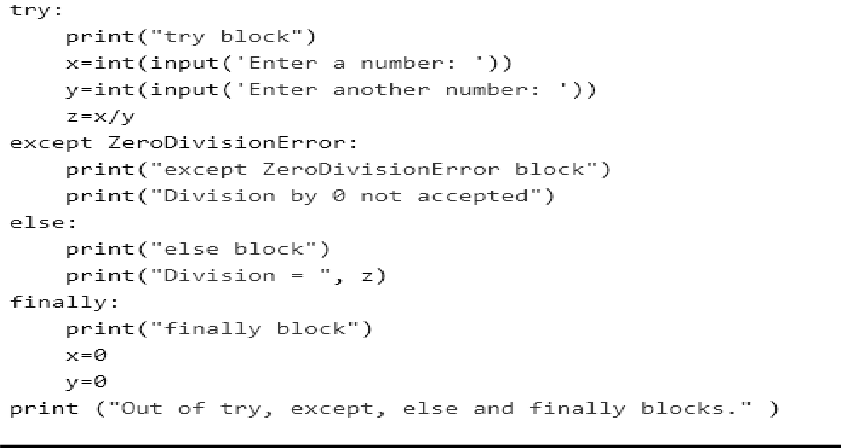 try:
    print("try block")
    x=int(input('Enter a number: '))
    y=int(input('Enter another number: '))
    z=x/y
except ZeroDivisionError:
    print("except ZeroDivisionError block")
    print("Division by 0 not accepted")
else:
    print("else block")
    print("Division = ", z)
finally:
    print("finally block")
    x=0
    y=0
print ("Out of try, except, else and finally blocks." )